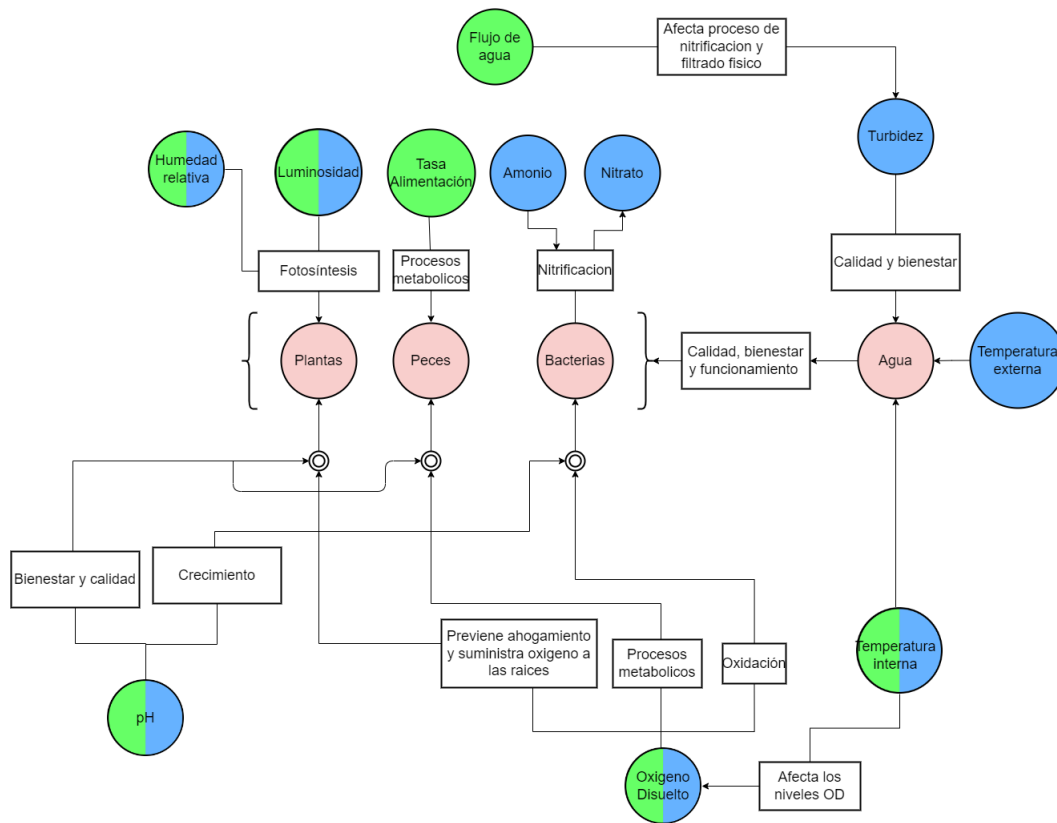 Flujo de
agua
Afecta proceso de
nitrificacion y
filtrado fisico
Turbidez
Humedad
relativa
Luminosidad
Tasa
Alimentación
Amonio
Nitrato
Fotosíntesis
Procesos
metabolicos
Nitrificacion
Calidad y bienestar
Plantas
Peces
Bacterias
Calidad, bienestar
y funcionamiento
Agua
Temperatura
externa
Bienestar y calidad
Crecimiento
Previene ahogamiento
y suministra oxigeno a
las raices
Procesos
metabolicos
Oxidación
Temperatura
interna
pH
Oxigeno
Disuelto
Afecta los
niveles OD